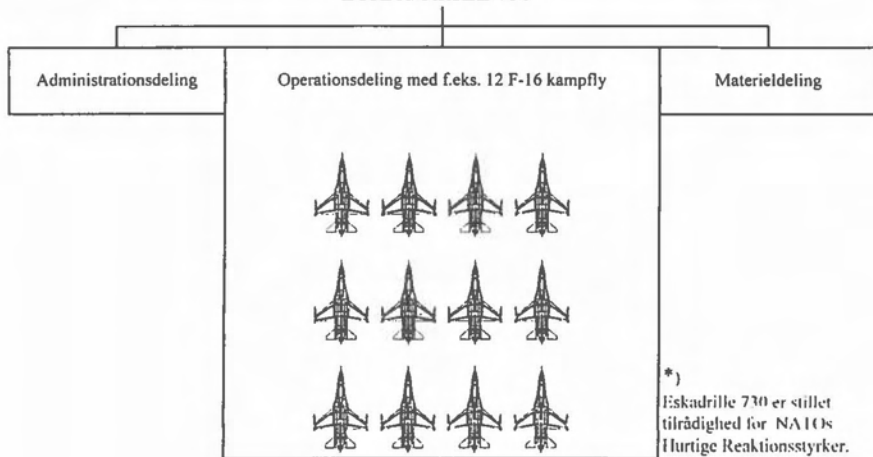 Administrationsdeling
Operationsdeling med f.eks. 12 F-16 kampfly
Materieldeling
*)
Eskadrille 730 er stillet
tilrådighed for NATOs
Hurtige Reaktionsstyrker.